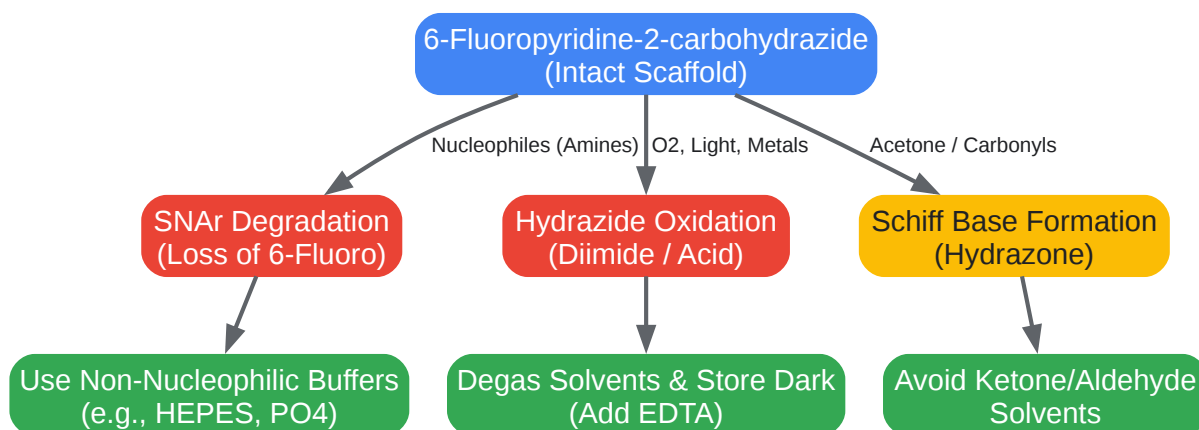 6-Fluoropyridine-2-carbohydrazide
(Intact Scaffold)
Nucleophiles (Amines)
O2, Light, Metals
Acetone / Carbonyls
SNAr Degradation
(Loss of 6-Fluoro)
Hydrazide Oxidation
(Diimide / Acid)
Schiff Base Formation
(Hydrazone)
Use Non-Nucleophilic Buffers
(e.g., HEPES, PO4)
Degas Solvents & Store Dark
(Add EDTA)
Avoid Ketone/Aldehyde
Solvents